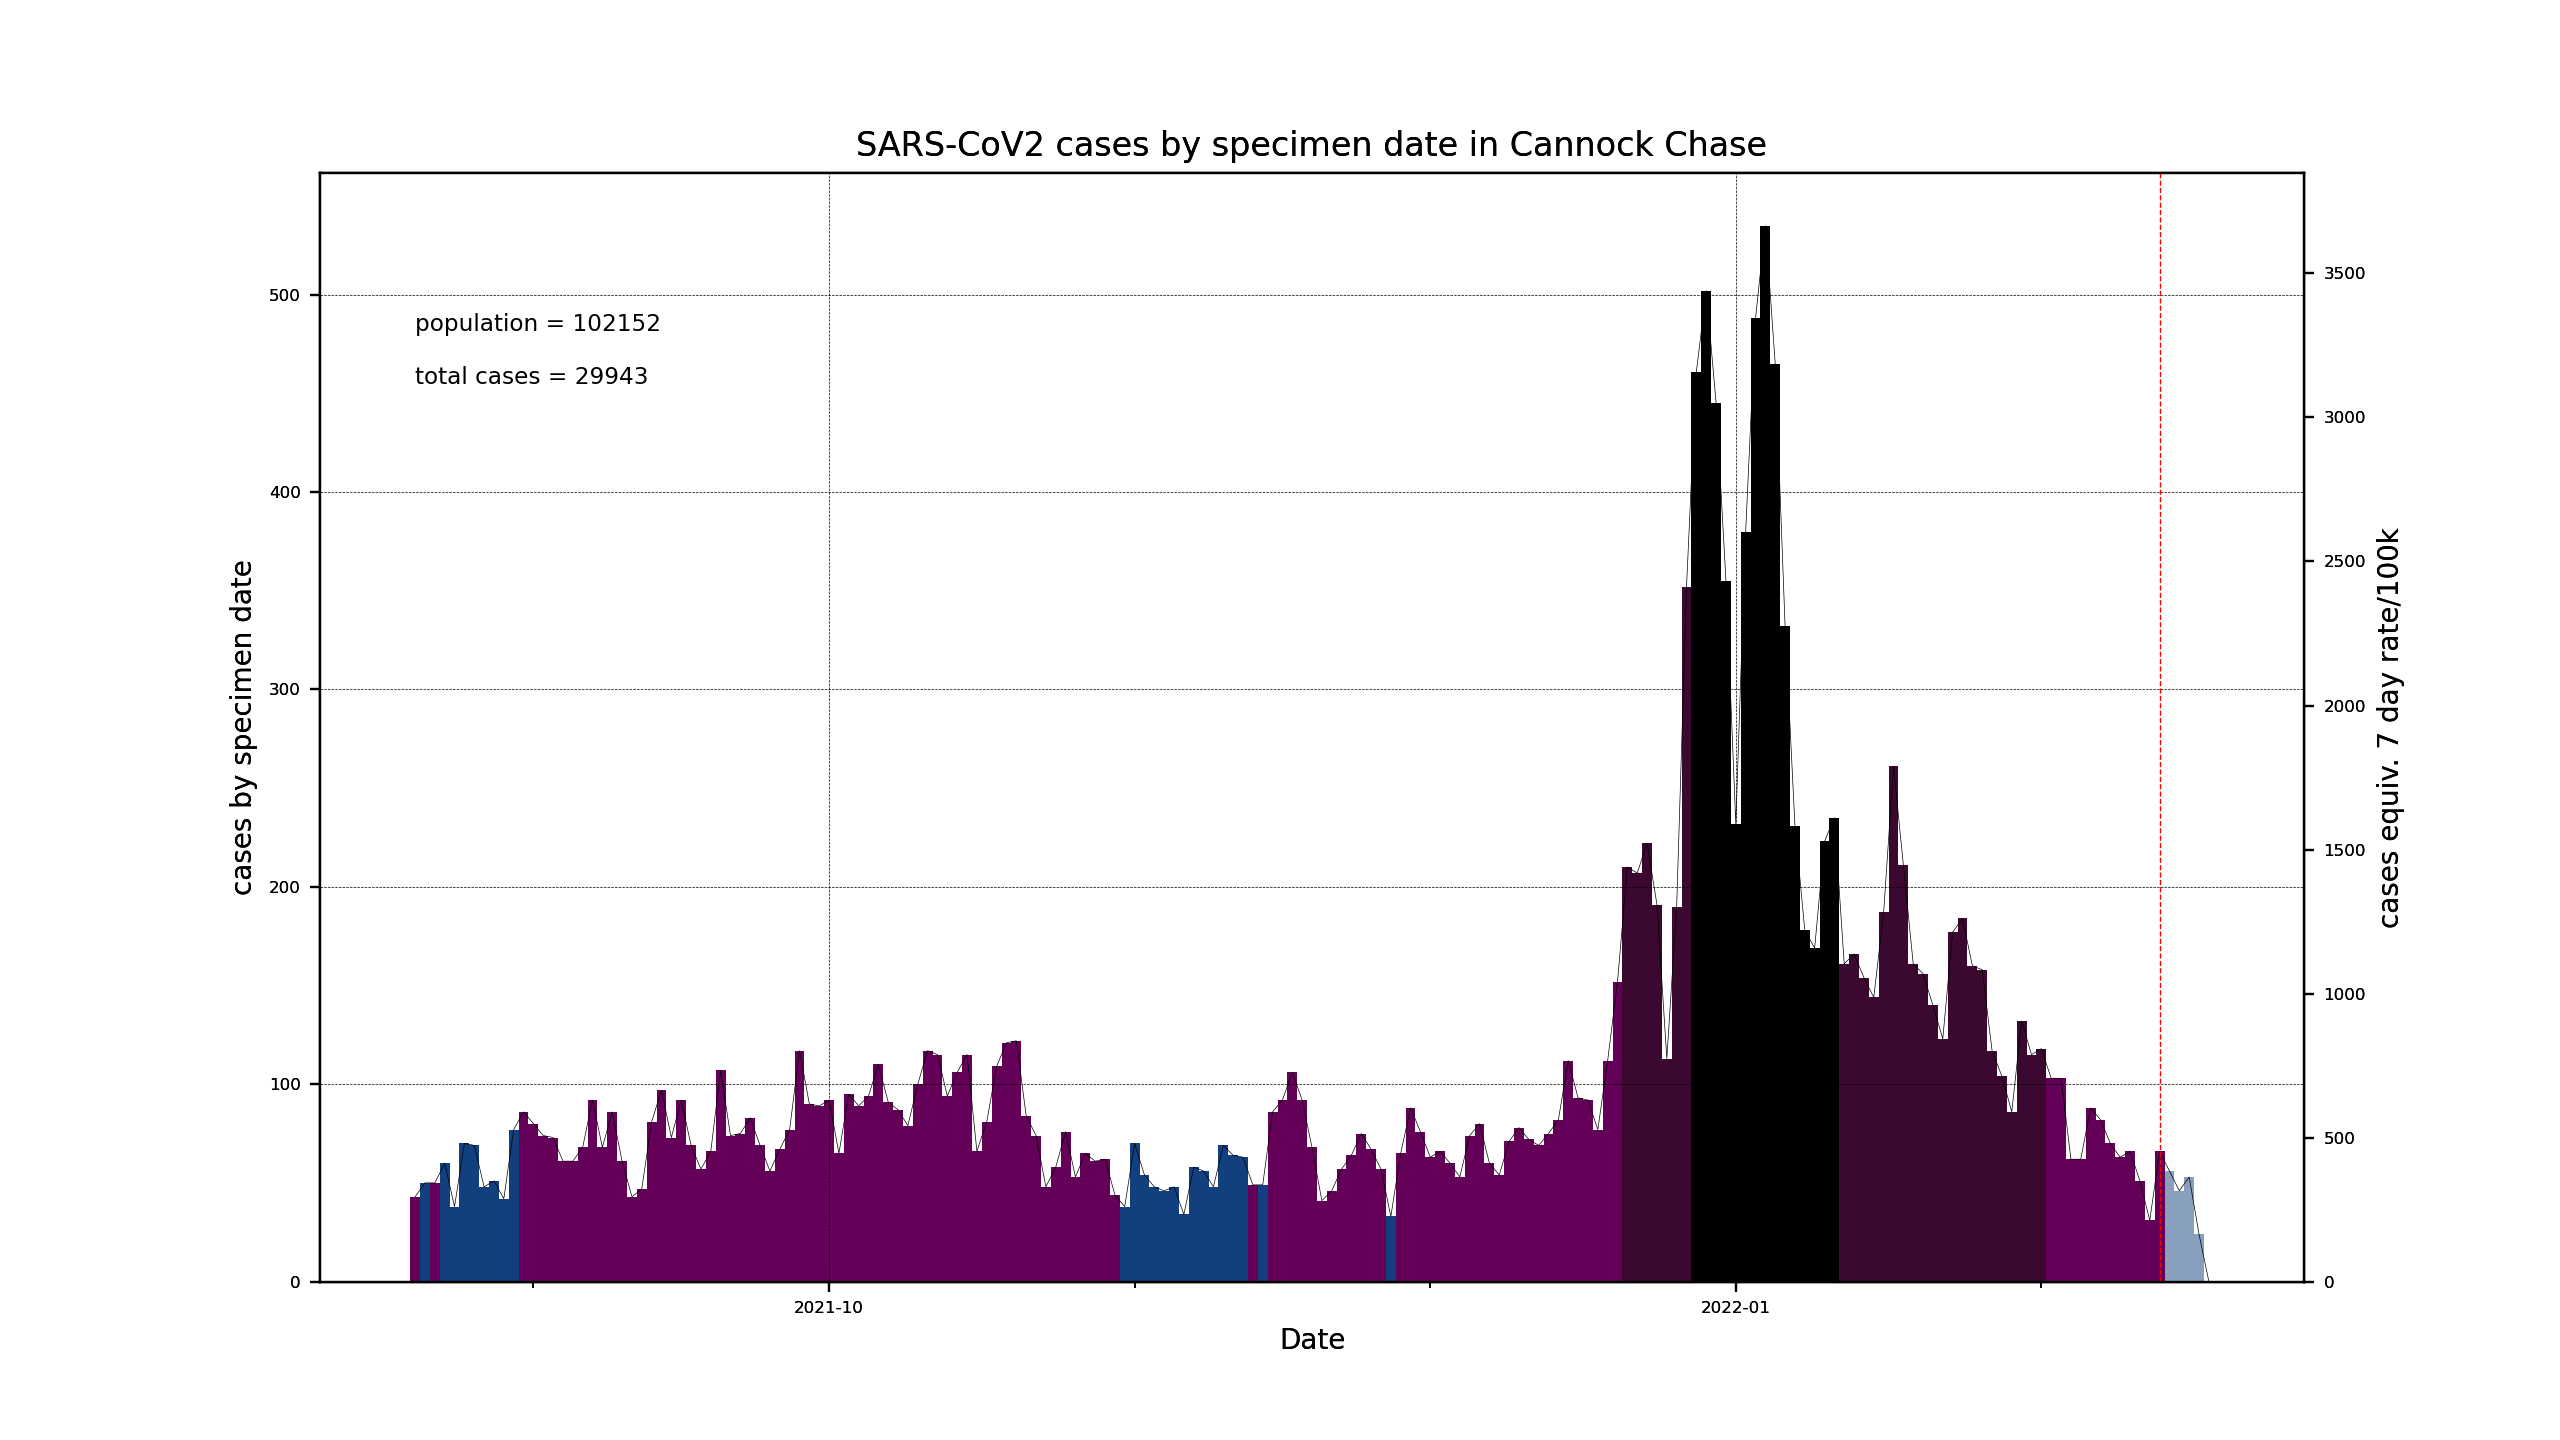 SARS-CoV2 cases by specimen date in Cannock Chase
population = 102152
total cases = 29943
cases by specimen date
500
400
300
200
100
0
3500
3000
2500
2000
1500
1000
500
0
cases equiv. 7 day rate/100k
2021-10
2022-01
Date